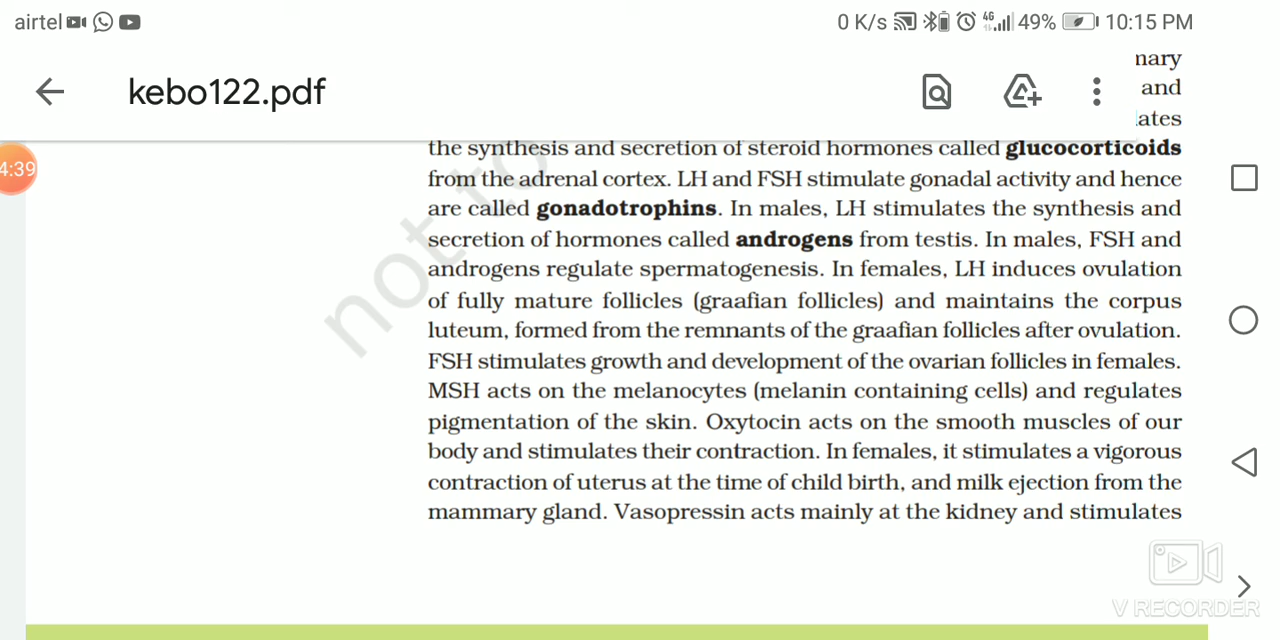 airtel
0 K/s 4G 49% 10:15 PM
kebo122.pdf
nary
and
lates
4:39
the synthesis and secretion of steroid hormones called glucocorticoids
from the adrenal cortex. LH and FSH stimulate gonadal activity and hence
are called gonadotrophins. In males, LH stimulates the synthesis and
secretion of hormones called androgens from testis. In males, FSH and
androgens regulate spermatogenesis. In females, LH induces ovulation
of fully mature follicles (graafian follicles) and maintains the corpus
luteum, formed from the remnants of the graafian follicles after ovulation.
FSH stimulates growth and development of the ovarian follicles in females.
MSH acts on the melanocytes (melanin containing cells) and regulates
pigmentation of the skin. Oxytocin acts on the smooth muscles of our
body and stimulates their contraction. In females, it stimulates a vigorous
contraction of uterus at the time of child birth, and milk ejection from the
mammary gland. Vasopressin acts mainly at the kidney and stimulates
not to
V RECORDER